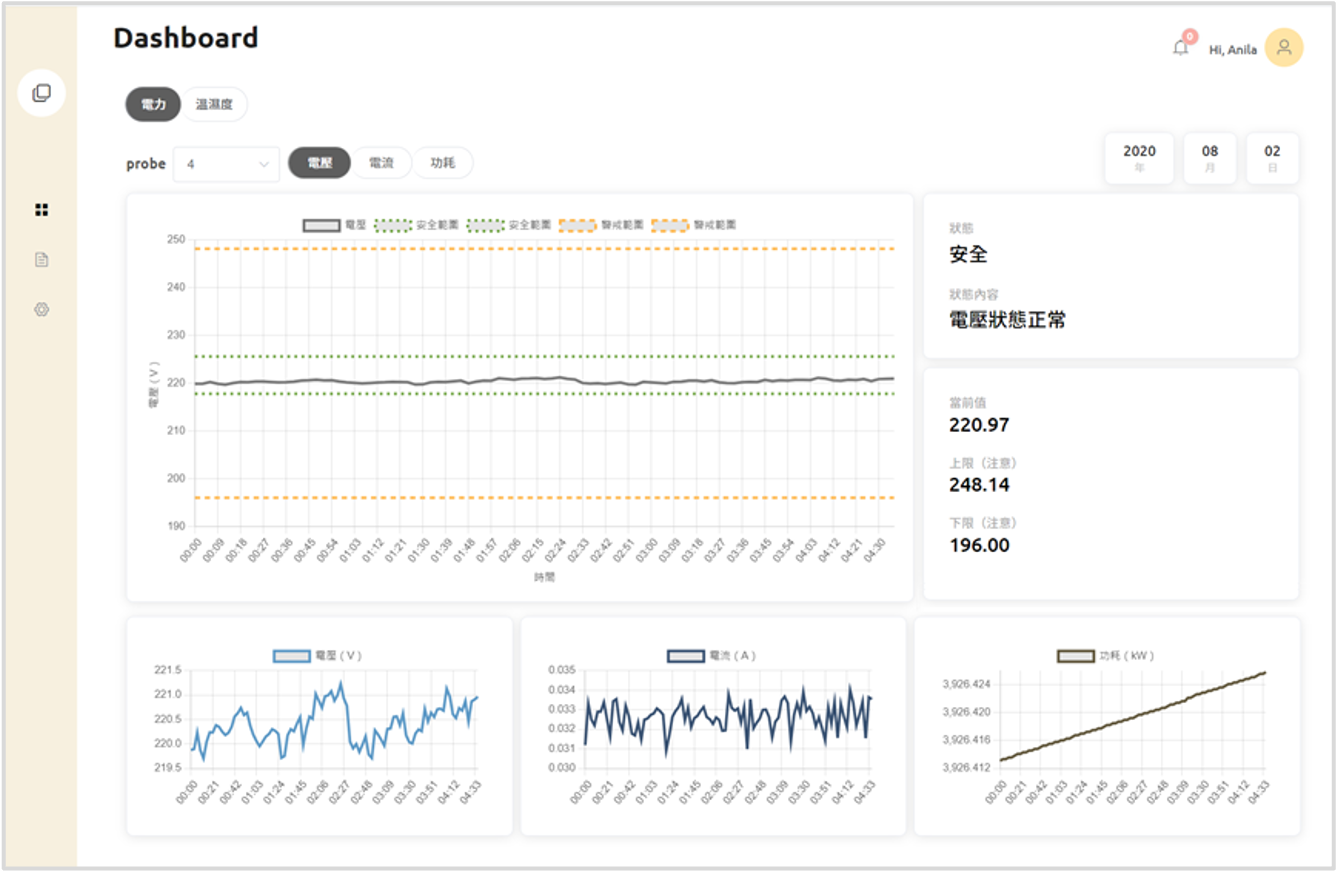 Dashboard
0
Hi, Anila
電力 溫濕度
probe 4 電壓 電流 功耗
2020 08 02
年 月 日
電壓 安全範圍 安全範圍 警戒範圍 警戒範圍
250
240
230
220
210
200
190
電壓 ( V )
00:00 00:09 00:18 00:27 00:36 00:45 00:54 01:03 01:12 01:21 01:30 01:39 01:48 01:57 02:06 02:15 02:24 02:33 02:42 02:51 03:00 03:09 03:18 03:27 03:36 03:45 03:54 04:03 04:12 04:21 04:30
時間
狀態
安全
狀態內容
電壓狀態正常
當前值
220.97
上限（注意）
248.14
下限（注意）
196.00
電壓 ( V )
221.5
221.0
220.5
220.0
219.5
00:00 00:21 00:42 01:03 01:24 01:45 02:06 02:27 02:48 03:09 03:30 03:51 04:12 04:33
電流 ( A )
0.035
0.034
0.033
0.032
0.031
0.030
00:00 00:21 00:42 01:03 01:24 01:45 02:06 02:27 02:48 03:09 03:30 03:51 04:12 04:33
功耗 ( kW )
3,926.424
3,926.420
3,926.416
3,926.412
00:00 00:21 00:42 01:03 01:24 01:45 02:06 02:27 02:48 03:09 03:30 03:51 04:12 04:33